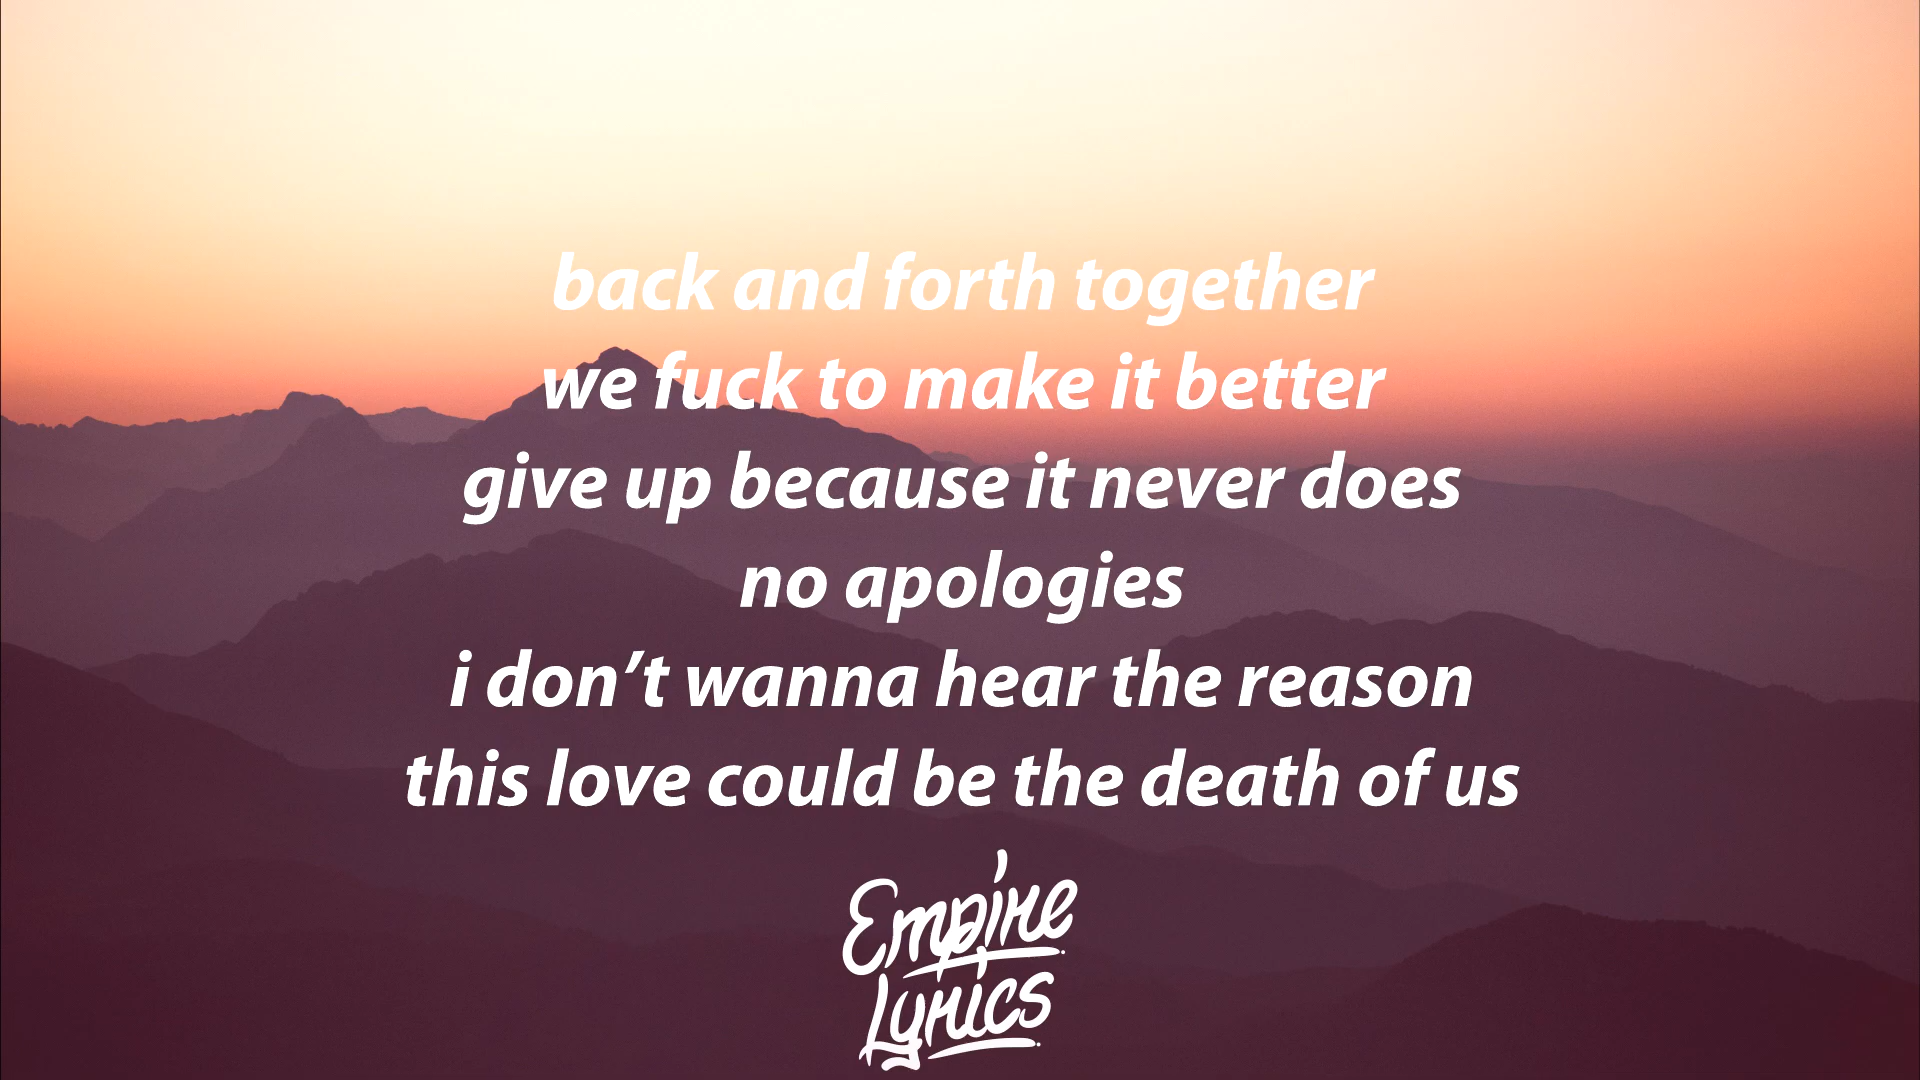 back and forth together
we fuck to make it better
give up because it never does
no apologies
i don’t wanna hear the reason
this love could be the death of us
Empire
Lyrics